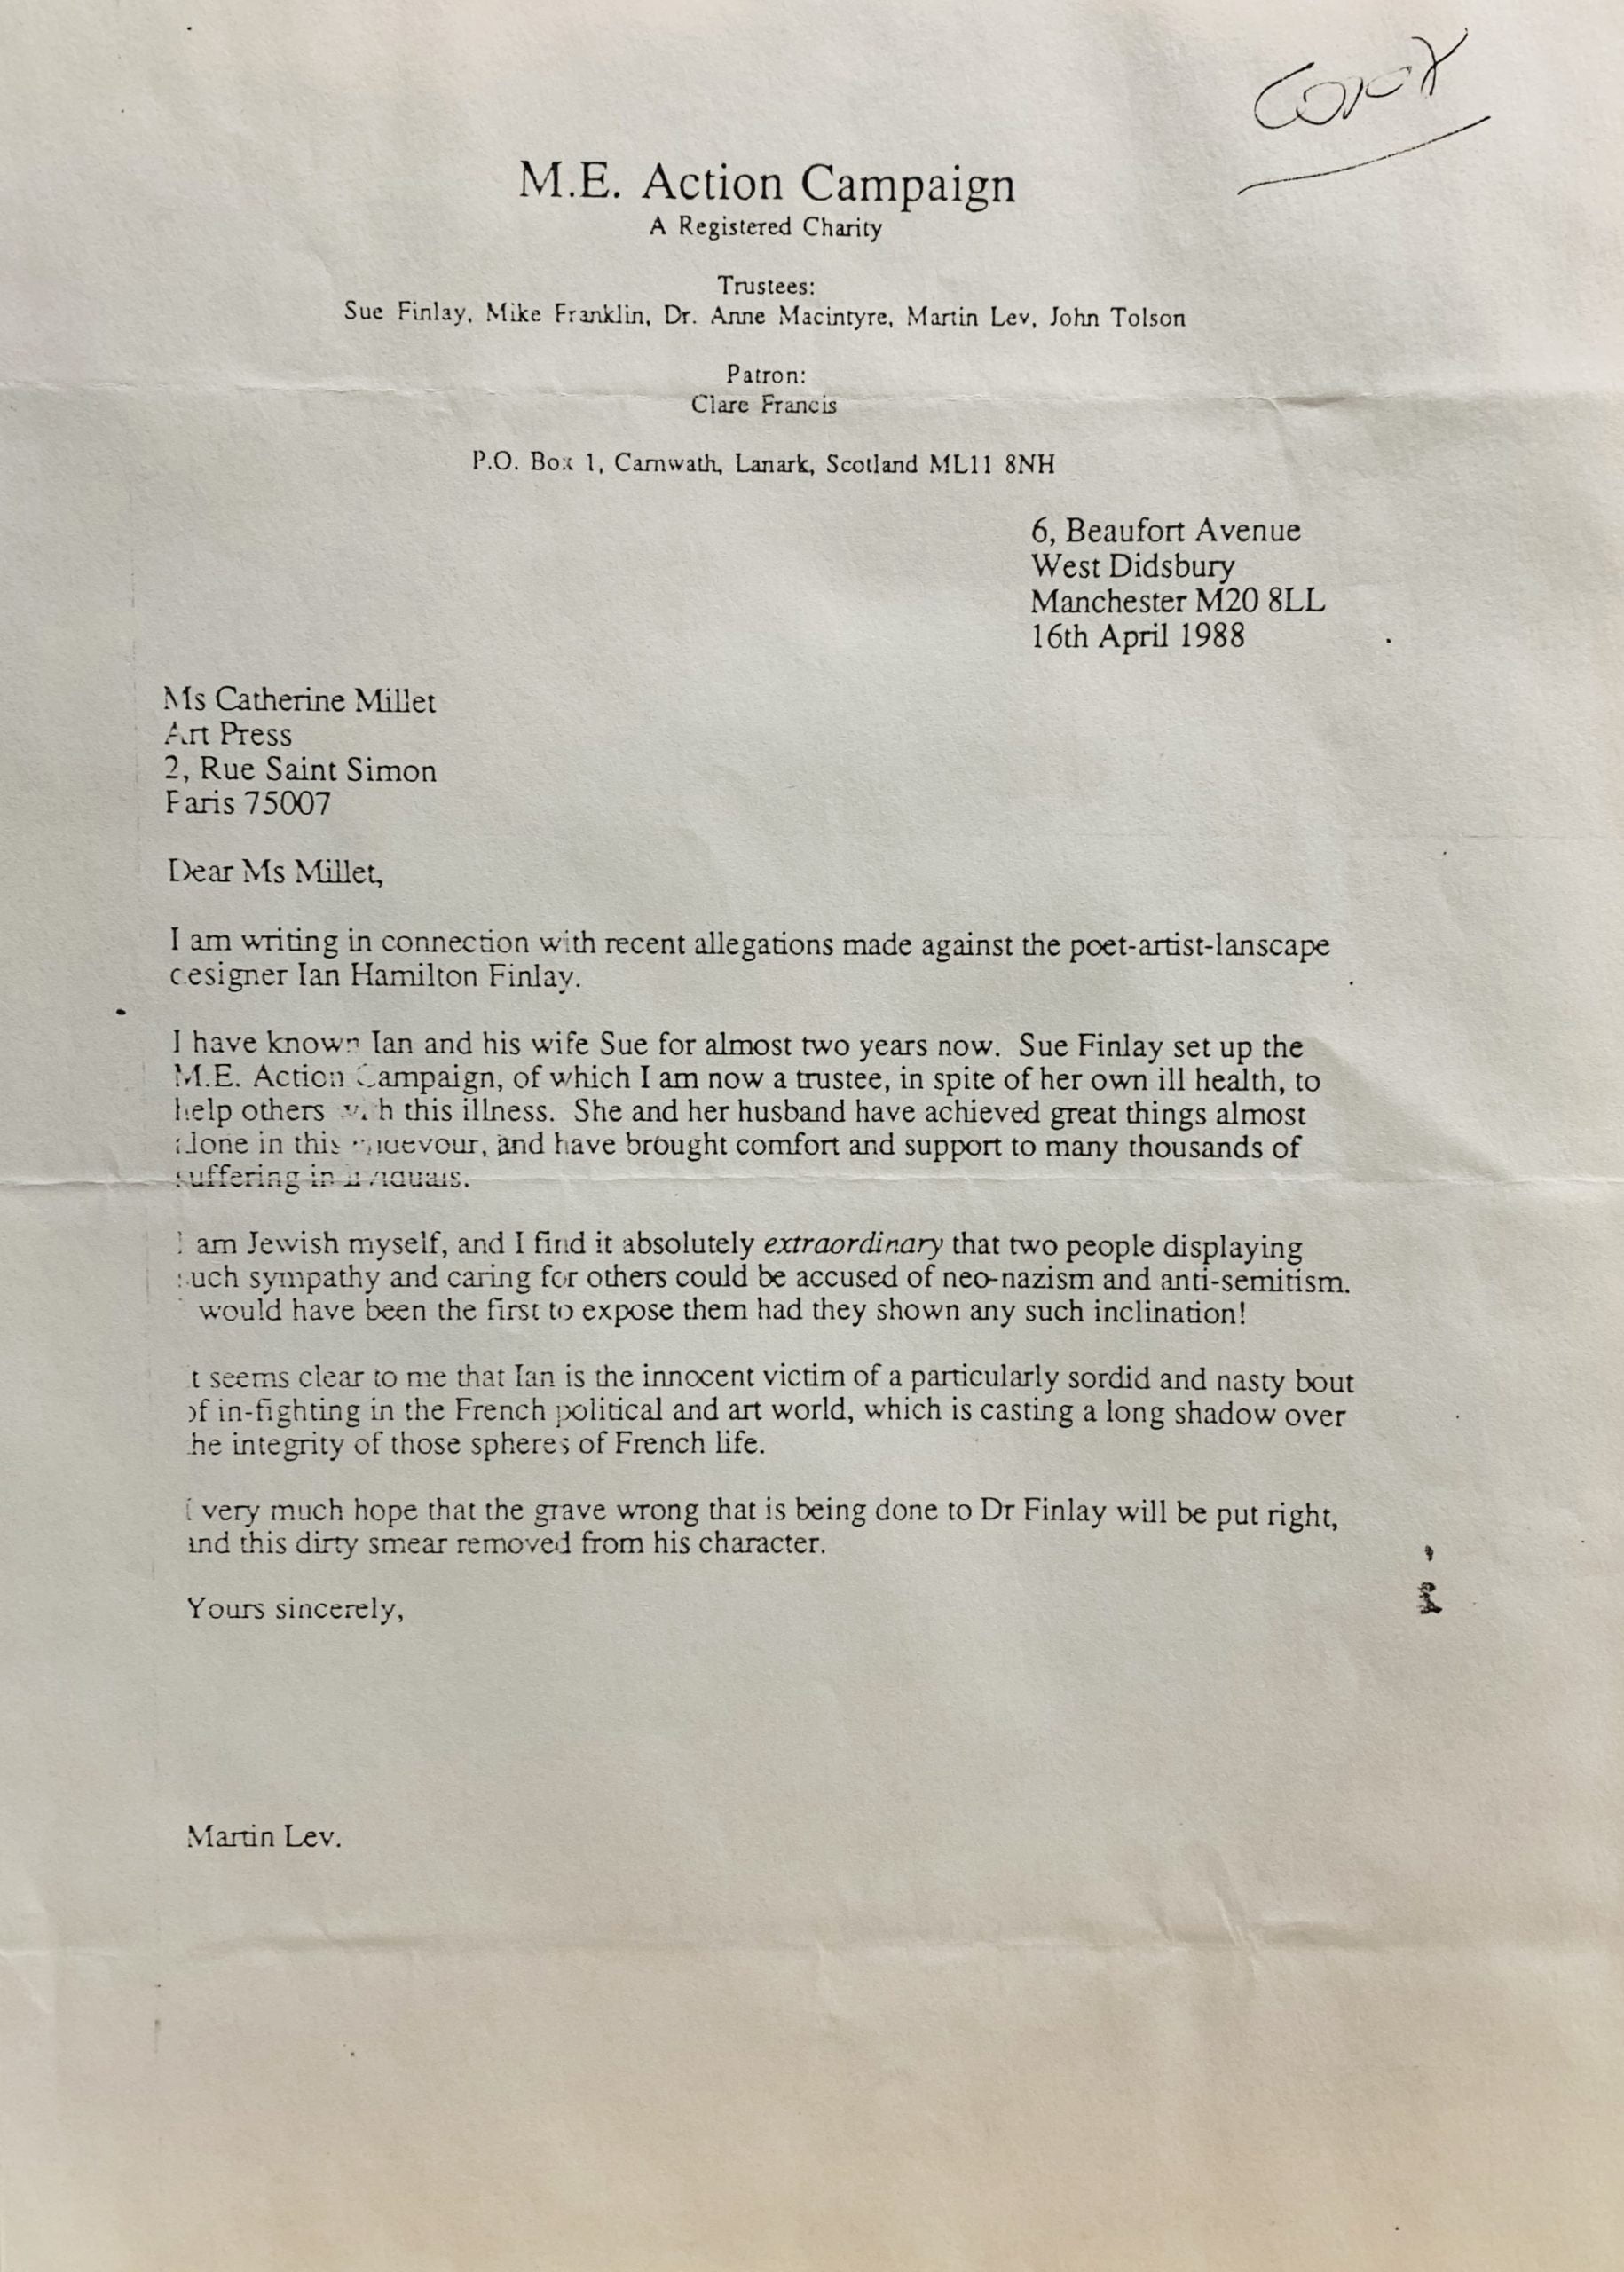 COPY
M.E. Action Campaign
A Registered Charity
Trustees:
Sue Finlay, Mike Franklin, Dr. Anne Macintyre, Martin Lev, John Tolson
Patron:
Clare Francis
P.O. Box 1, Carnwath, Lanark, Scotland ML11 8NH
6, Beaufort Avenue
West Didsbury
Manchester M20 8LL
16th April 1988
Ms Catherine Millet
Art Press
2, Rue Saint Simon
Paris 75007
Dear Ms Millet,
I am writing in connection with recent allegations made against the poet-artist-lanscape
designer Ian Hamilton Finlay.
I have known Ian and his wife Sue for almost two years now. Sue Finlay set up the
M.E. Action Campaign, of which I am now a trustee, in spite of her own ill health, to
help others with this illness. She and her husband have achieved great things almost
alone in this endevour, and have brought comfort and support to many thousands of
suffering individuals.
I am Jewish myself, and I find it absolutely extraordinary that two people displaying
such sympathy and caring for others could be accused of neo-nazism and anti-semitism.
would have been the first to expose them had they shown any such inclination!
It seems clear to me that Ian is the innocent victim of a particularly sordid and nasty bout
of in-fighting in the French political and art world, which is casting a long shadow over
the integrity of those spheres of French life.
I very much hope that the grave wrong that is being done to Dr Finlay will be put right,
and this dirty smear removed from his character.
Yours sincerely,
Martin Lev.